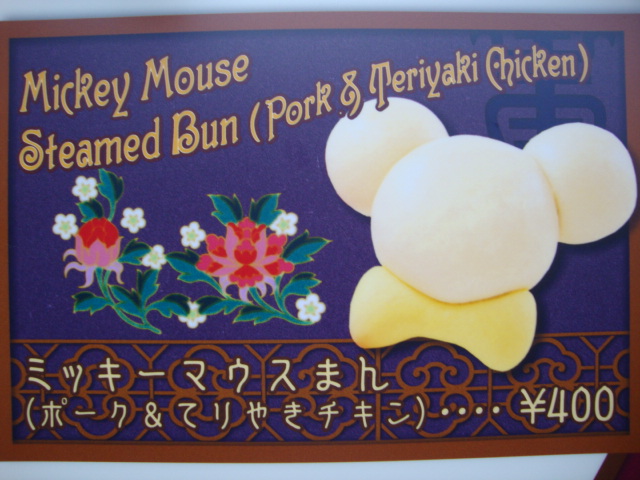 Mickey Mouse
Steamed Bun (Pork & Teriyaki Chicken)
ミッキーマウスまん
(ポーク&てりやきチキン)‥‥ ¥400